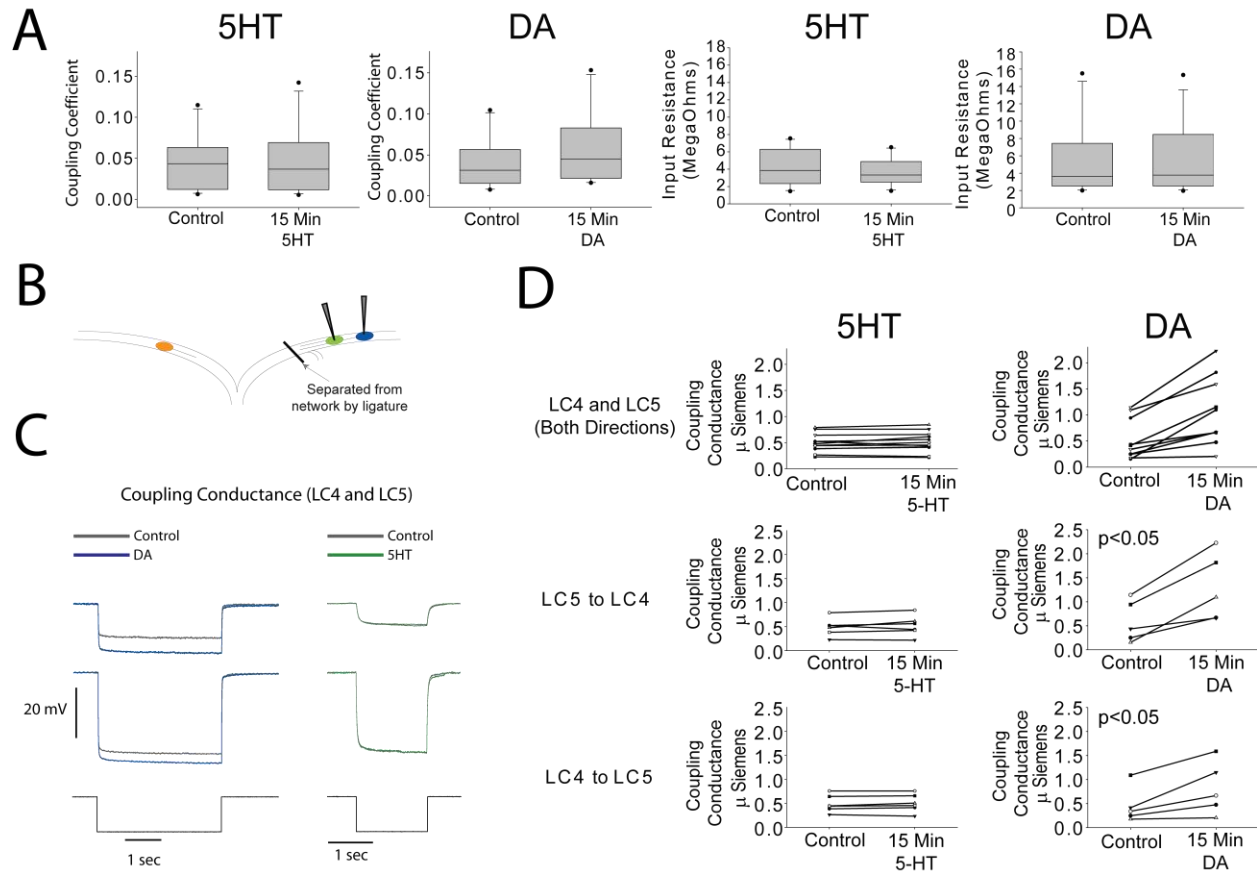 A
5HT
Coupling Coefficient
0.15
0.10
0.05
0.00
Control
15 Min
5HT
DA
Coupling Coefficient
0.15
0.10
0.05
0.00
Control
15 Min
DA
5HT
Input Resistance
(MegaOhms)
18
16
14
12
10
8
6
4
2
0
Control
15 Min
5HT
DA
Input Resistance
(MegaOhms)
18
16
14
12
10
8
6
4
2
0
Control
15 Min
DA
B
Separated from
network by ligature
C
Coupling Conductance (LC4 and LC5)
Control
DA
Control
5HT
20 mV
1 sec
1 sec
D
5HT
DA
LC4 and LC5
(Both Directions)
Coupling
Conductance
μ Siemens
2.0
1.5
1.0
0.5
0.0
Control
15 Min
5-HT
Coupling
Conductance
μ Siemens
2.0
1.5
1.0
0.5
0.0
Control
15 Min
DA
LC5 to LC4
Coupling
Conductance
μ Siemens
2.5
2.0
1.5
1.0
0.5
0.0
Control
15 Min
5-HT
Coupling
Conductance
μ Siemens
2.5
2.0
1.5
1.0
0.5
0.0
p<0.05
Control
15 Min
DA
LC4 to LC5
Coupling
Conductance
μ Siemens
2.5
2.0
1.5
1.0
0.5
0.0
Control
15 Min
5-HT
Coupling
Conductance
μ Siemens
2.5
2.0
1.5
1.0
0.5
0.0
p<0.05
Control
15 Min
DA